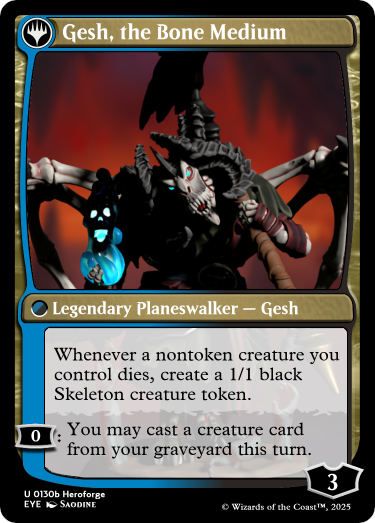 Gesh, the Bone Medium
Legendary Planeswalker — Gesh
Whenever a nontoken creature you
control dies, create a 1/1 black
Skeleton creature token.
0: You may cast a creature card
from your graveyard this turn.
3
U 0130b Heroforge
EYE Saodine
© Wizards of the Coast™, 2025